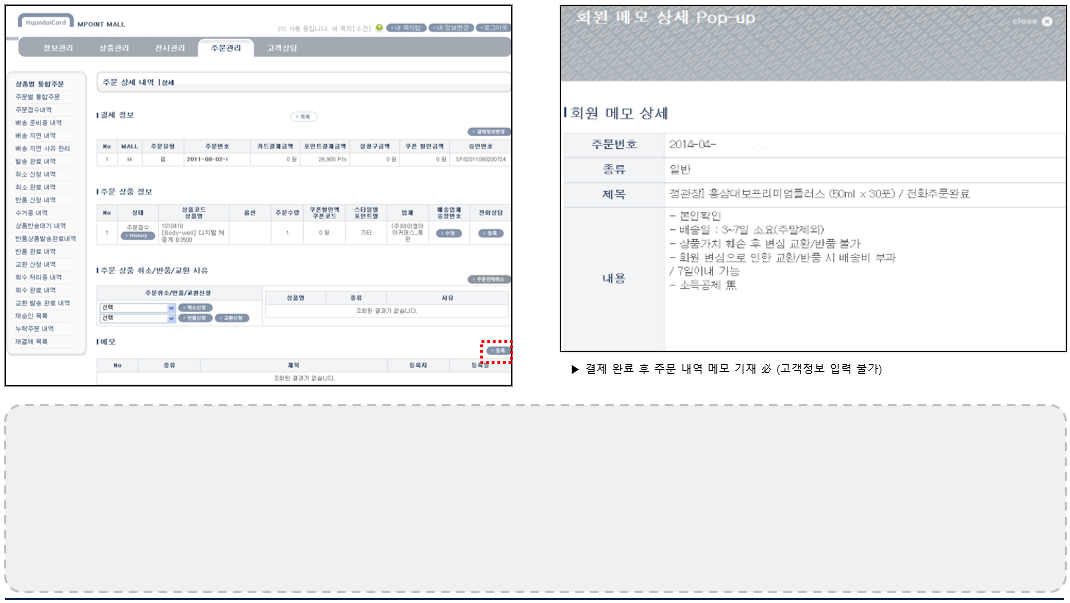 HyundaiCard MPOINT MALL
[이 사용 중입니다. 새 쪽지[ 0 건] 내 쪽지함 내 정보변경 로그아웃
정보관리 상품관리 전시관리 주문관리 고객상담
상품별 통합주문
주문별 통합주문
주문접수내역
배송 준비중 내역
배송 지연 내역
배송 지연 사유 관리
발송 완료 내역
취소 신청 내역
취소 완료 내역
반품 신청 내역
수거중 내역
상품반송대기 내역
반품상품발송완료내역
반품 완료 내역
교환 신청 내역
회수 처리중 내역
회수 완료 내역
교환 발송 완료 내역
재승인 목록
누락주문 내역
재결제 목록
주문 상세 내역 | 상세
결제 정보
목록
결제정보변경
No MALL 주문유형 주문번호 카드결제금액 포인트결제금액 실청구금액 쿠폰 할인금액 승인번호
1 M 웹 2011-08-02-( 0 원 26,900 Pts 0 원 0 원 SF82011080200724
주문 상품 정보
No 상태 상품코드 상품명 옵션 주문수량 쿠폰할인액 쿠폰코드 스타일별 포인트별 업체 배송업체 송장번호 전화상담
1 주문접수 History 1010418 [Body-well] 디지털 체중계 B3500 1 0 원 기타 수정 등록
주문 상품 취소/반품/교환 사유
주문전체취소
주문취소/반품/교환신청
선택 취소신청
선택 반품신청 교환신청
상품명 종류 사유
조회된 결과가 없습니다.
메모
등록
No 종류 제목 등록자 등록일
조회된 결과가 없습니다.
회원 메모 상세 Pop-up
close
회원 메모 상세
주문번호 2014-04-
종류 일반
제목 정관장] 홍삼대보프리미엄플러스 (50ml x 30포) / 전화주문완료
내용
- 본인확인
- 배송일 : 3~7일 소요(주말제외)
- 상품가치 훼손 후 변심 교환/반품 불가
- 회원 변심으로 인한 교환/반품 시 배송비 부과
/ 7일이내 가능
- 소득공제 無
▶ 결제 완료 후 주문 내역 메모 기재 必 (고객정보 입력 불가)